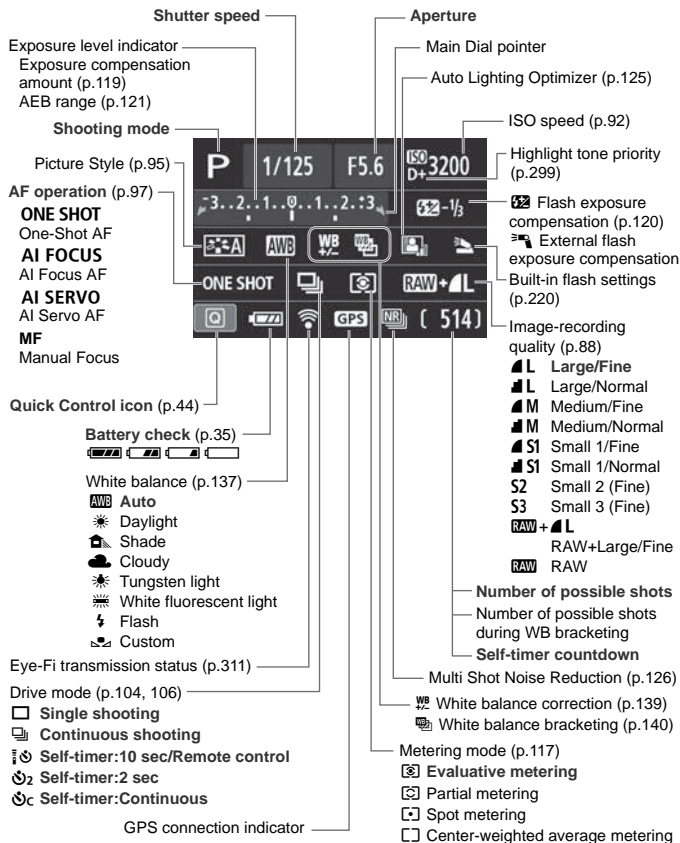 Shutter speed
Aperture
Exposure level indicator
Exposure compensation
amount (p.119)
AEB range (p.121)
Main Dial pointer
Auto Lighting Optimizer (p.125)
Shooting mode
ISO speed (p.92)
Picture Style (p.95)
Highlight tone priority
(p.299)
AF operation (p.97)
ONE SHOT
One-Shot AF
AI FOCUS
AI Focus AF
AI SERVO
AI Servo AF
MF
Manual Focus
P 1/125 F5.6 ISO D+ 3200
-3..2..1..0..1..2..+3 -1/3
A AWB WB +/- WB
ONE SHOT RAW+L
Q GPS NR ( 514)
Flash exposure
compensation (p.120)
External flash
exposure compensation
Built-in flash settings
(p.220)
Image-recording
quality (p.88)
L Large/Fine
L Large/Normal
M Medium/Fine
M Medium/Normal
S1 Small 1/Fine
S1 Small 1/Normal
S2 Small 2 (Fine)
S3 Small 3 (Fine)
RAW + L
RAW+Large/Fine
RAW RAW
Quick Control icon (p.44)
Battery check (p.35)
White balance (p.137)
AWB Auto
Daylight
Shade
Cloudy
Tungsten light
White fluorescent light
Flash
Custom
Number of possible shots
Number of possible shots
during WB bracketing
Self-timer countdown
Eye-Fi transmission status (p.311)
Multi Shot Noise Reduction (p.126)
Drive mode (p.104, 106)
Single shooting
Continuous shooting
Self-timer:10 sec/Remote control
2 Self-timer:2 sec
C Self-timer:Continuous
WB +/- White balance correction (p.139)
WB White balance bracketing (p.140)
Metering mode (p.117)
Evaluative metering
Partial metering
Spot metering
Center-weighted average metering
GPS connection indicator